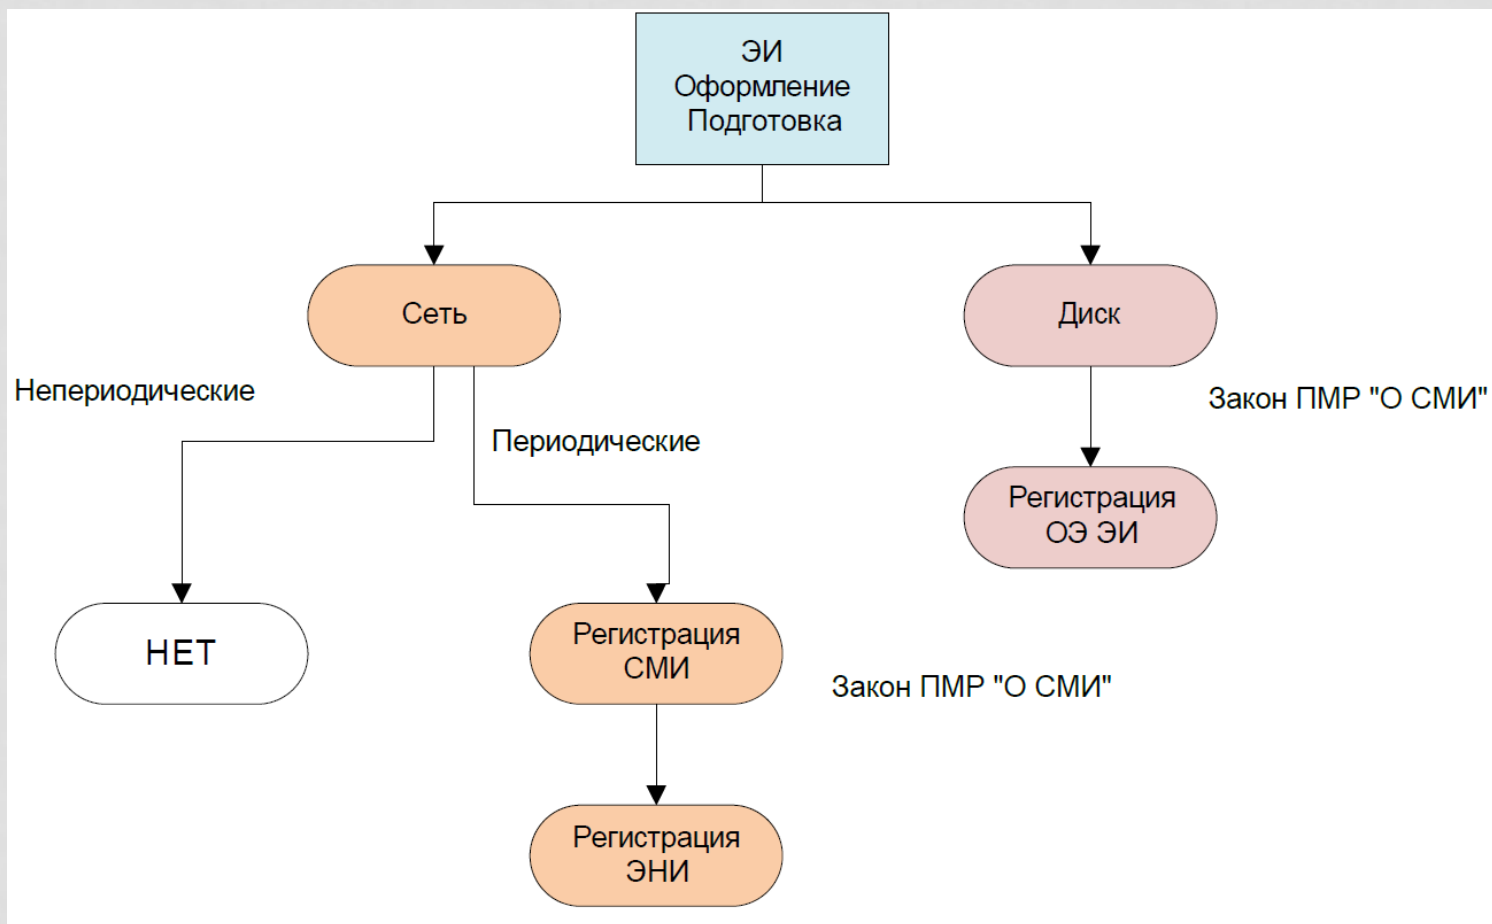 ЭИ
Оформление
Подготовка
Сеть
Диск
Непериодические
Периодические
Закон ПМР "О СМИ"
Регистрация
ОЭ ЭИ
НЕТ
Регистрация
СМИ
Закон ПМР "О СМИ"
Регистрация
ЭНИ